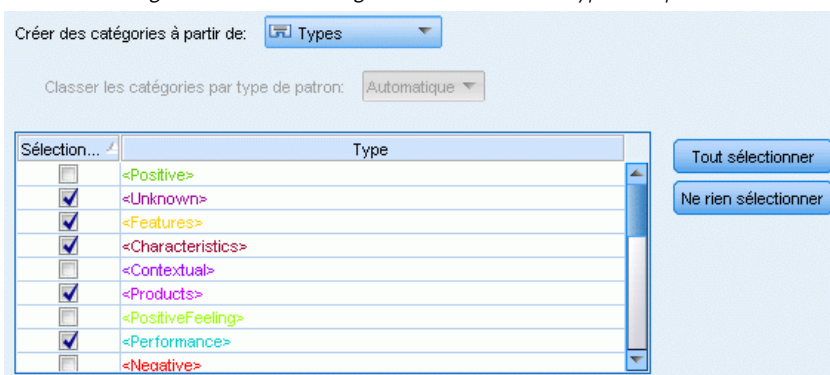 Créer des catégories à partir de: Types
Classer les catégories par type de patron: Automatique
Sélection... Type
<Positive>
<Unknown>
<Features>
<Characteristics>
<Contextual>
<Products>
<PositiveFeeling>
<Performance>
<Negative>
Tout sélectionner
Ne rien sélectionner